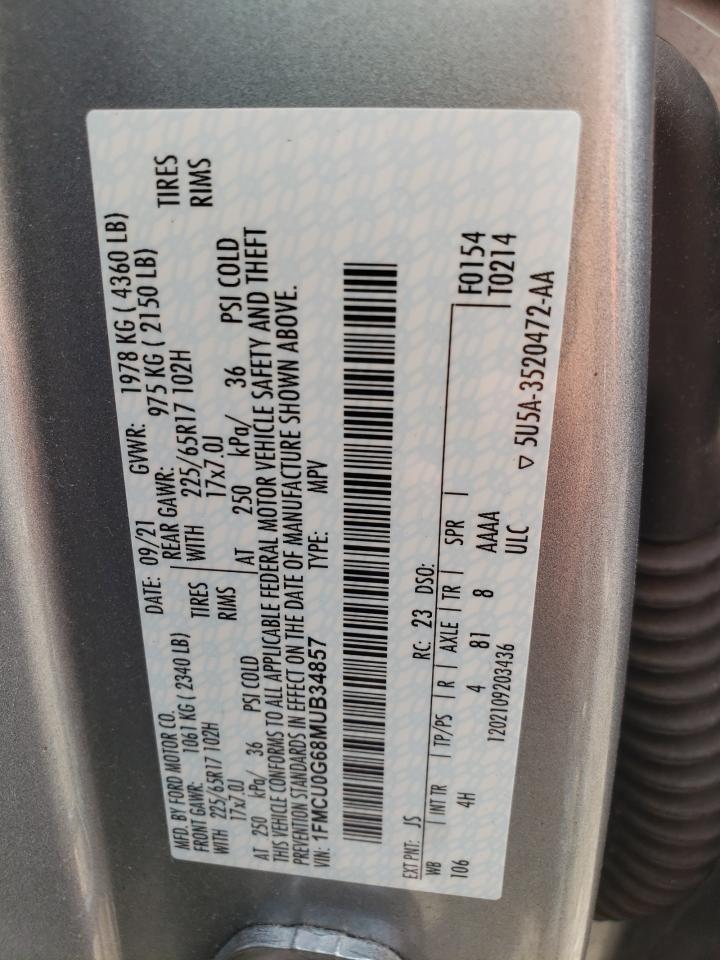 MFD. BY FORD MOTOR CO. DATE: 09/21 GVWR: 1978 KG ( 4360 LB)
FRONT GAWR: 1061 KG ( 2340 LB) REAR GAWR: 975 KG ( 2150 LB)
WITH 225/65R17 102H TIRES WITH 225/65R17 102H TIRES
17x7.0J RIMS 17x7.0J RIMS
AT 250 kPa/ 36 PSI COLD AT 250 kPa/ 36 PSI COLD
THIS VEHICLE CONFORMS TO ALL APPLICABLE FEDERAL MOTOR VEHICLE SAFETY AND THEFT
PREVENTION STANDARDS IN EFFECT ON THE DATE OF MANUFACTURE SHOWN ABOVE.
VIN: 1FMCU0G68MUB34857 TYPE: MPV
EXT PNT: JS RC: 23 DSO:
WB INT TR TP/PS R AXLE TR SPR F0154
106 4H 4 81 8 AAAA T0214
1202109203436 ULC
▽ 5U5A-3520472-AA